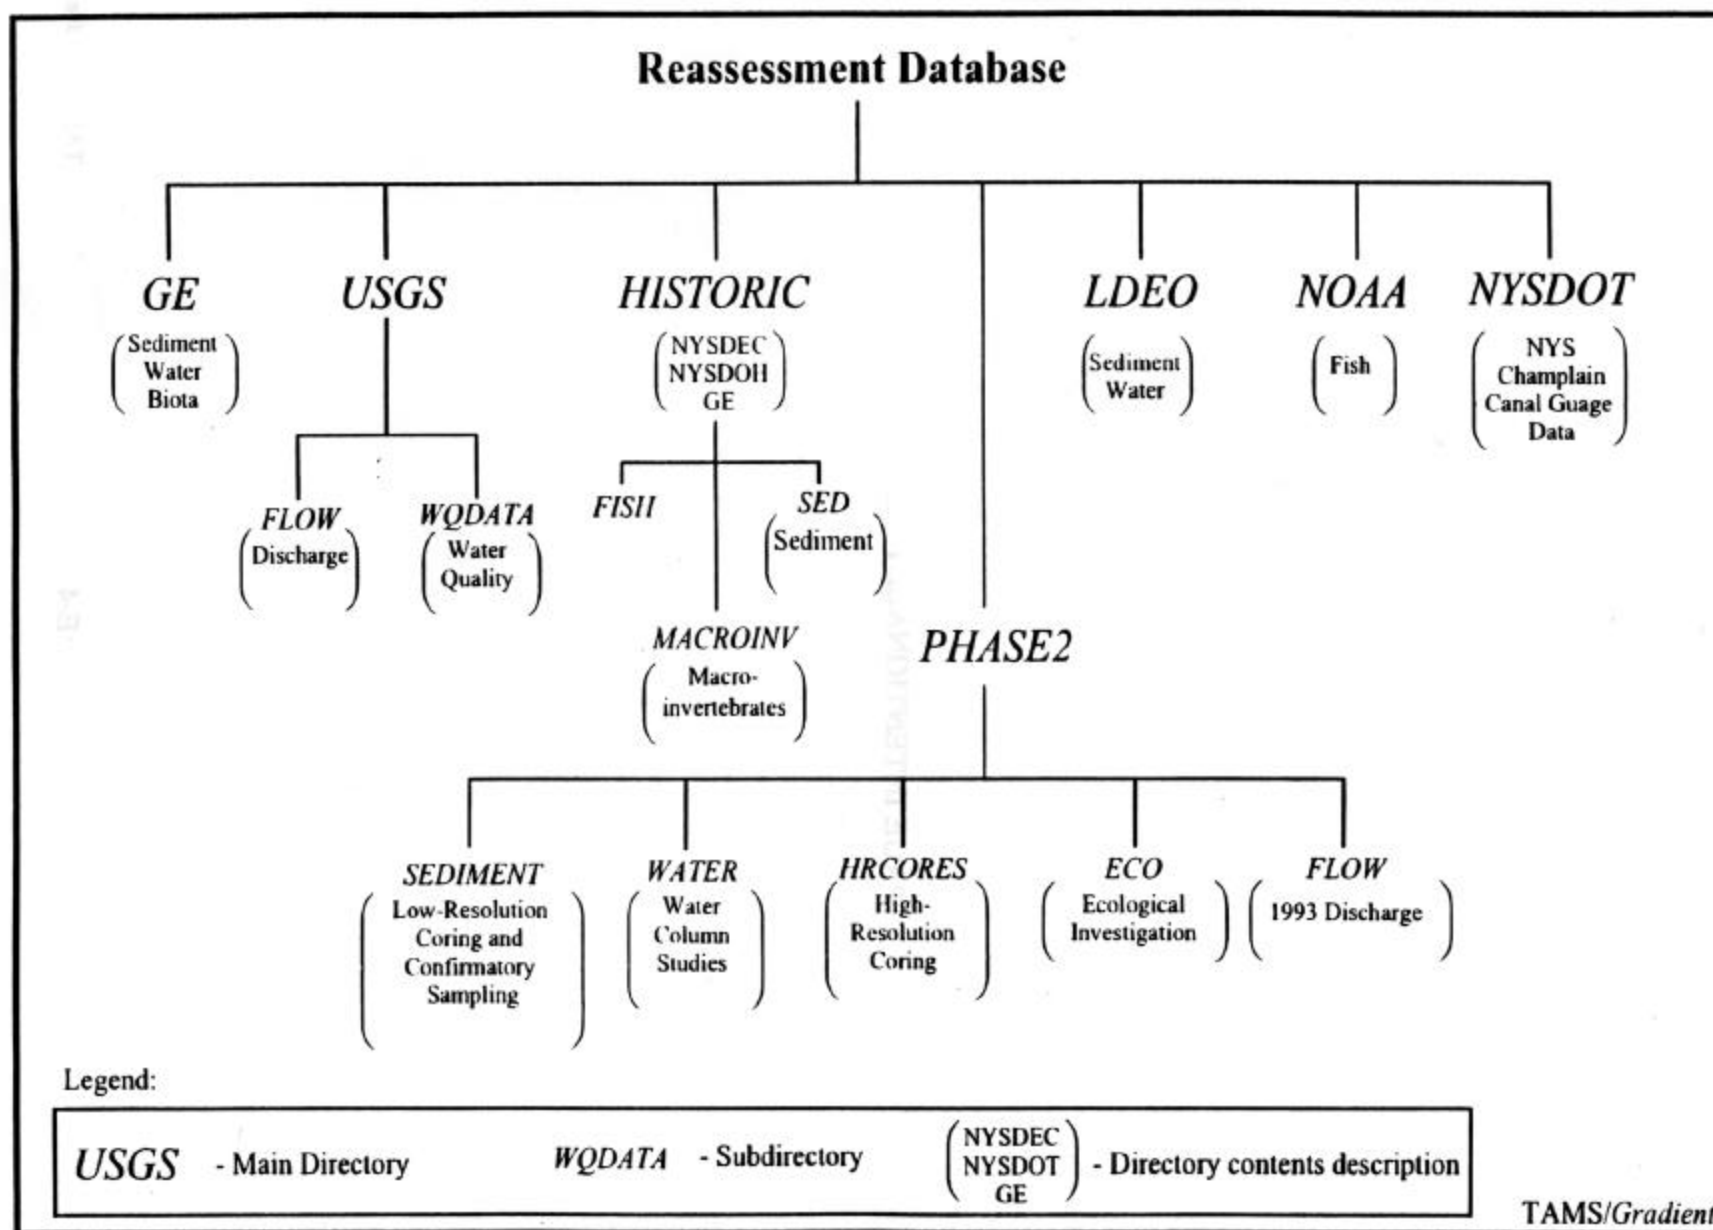 Reassessment Database
GE
(Sediment
Water
Biota)
USGS
HISTORIC
(NYSDEC
NYSDOH
GE)
LDEO
(Sediment
Water)
NOAA
(Fish)
NYSDOT
(NYS
Champlain
Canal Guage
Data)
FLOW
(Discharge)
WQDATA
(Water
Quality)
FISH
SED
(Sediment)
MACROINV
(Macro-
invertebrates)
PHASE2
SEDIMENT
(Low-Resolution
Coring and
Confirmatory
Sampling)
WATER
(Water
Column
Studies)
HRCORES
(High-
Resolution
Coring)
ECO
(Ecological
Investigation)
FLOW
(1993 Discharge)
Legend:
USGS - Main Directory
WQDATA - Subdirectory
(NYSDEC
NYSDOT
GE) - Directory contents description
TAMS/Gradient